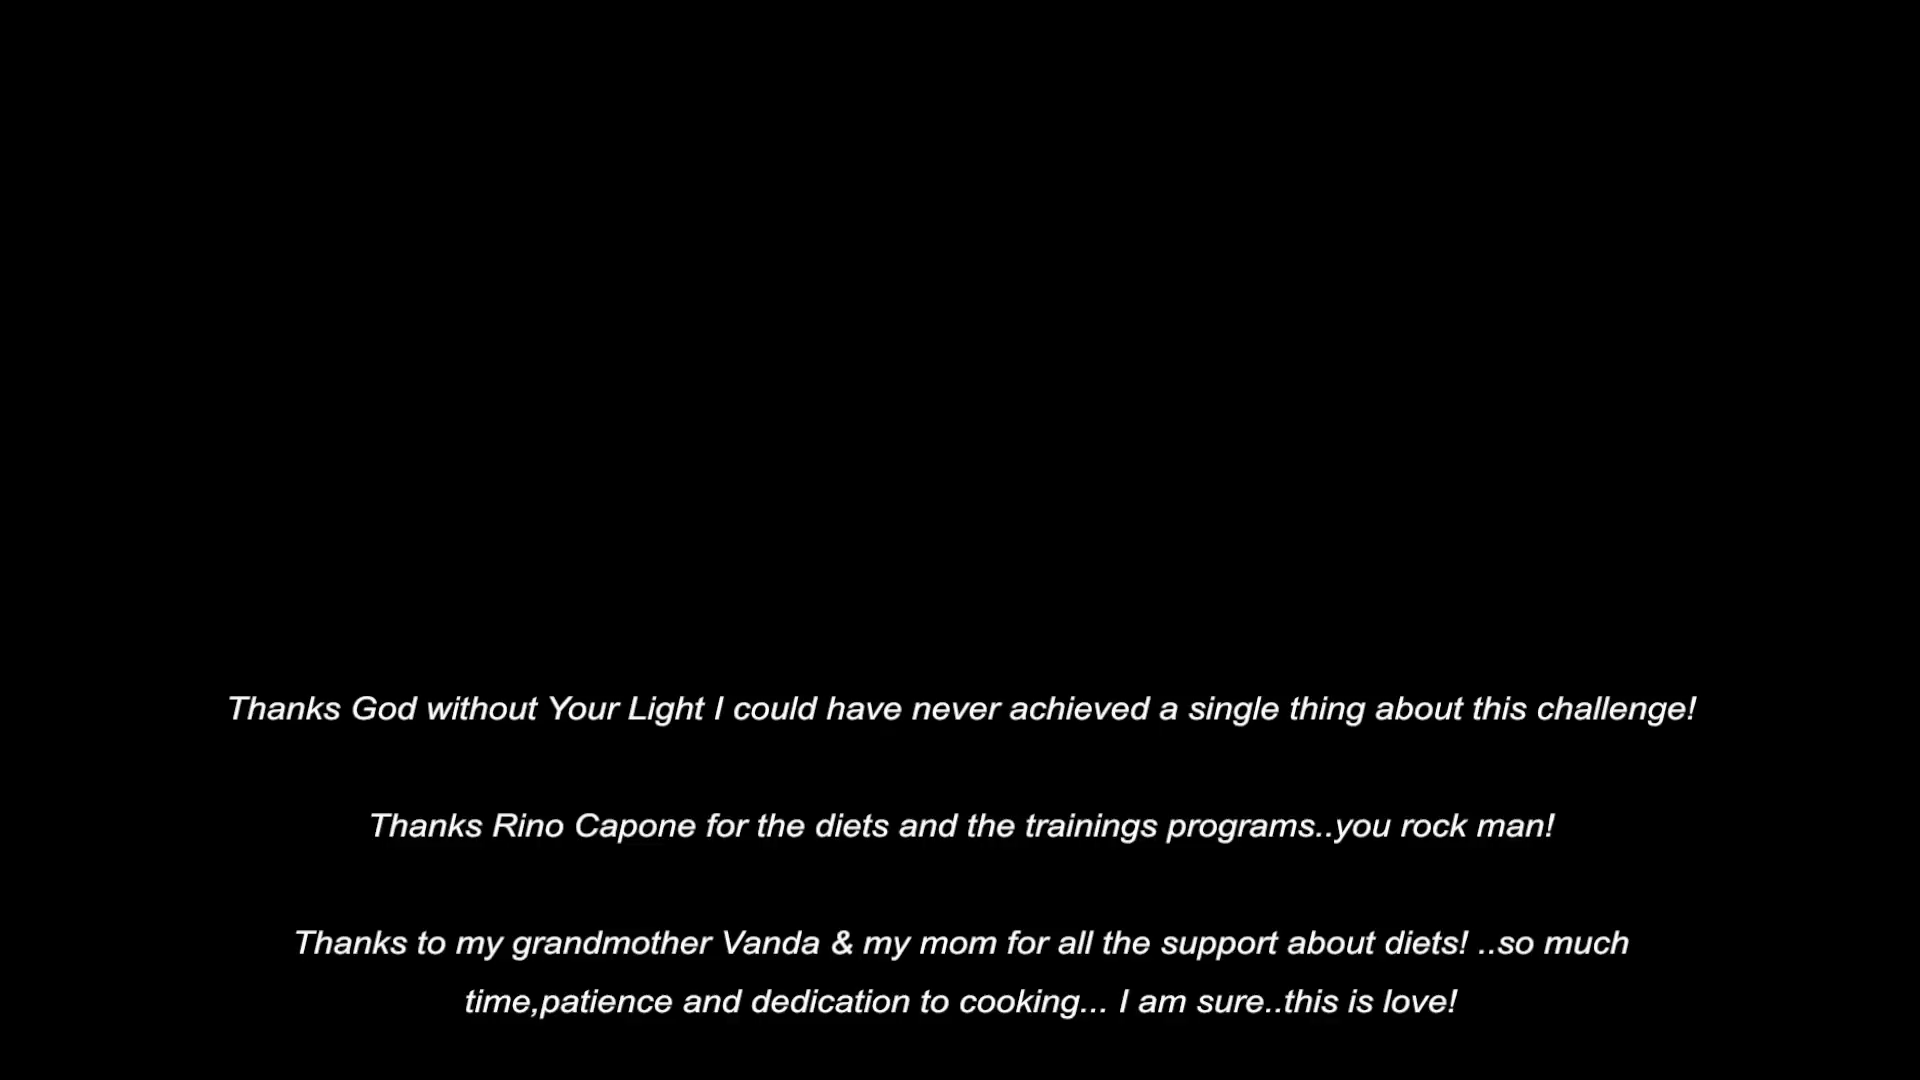 Thanks God without Your Light I could have never achieved a single thing about this challenge!
Thanks Rino Capone for the diets and the trainings programs..you rock man!
Thanks to my grandmother Vanda & my mom for all the support about diets! ..so much
time,patience and dedication to cooking... I am sure..this is love!